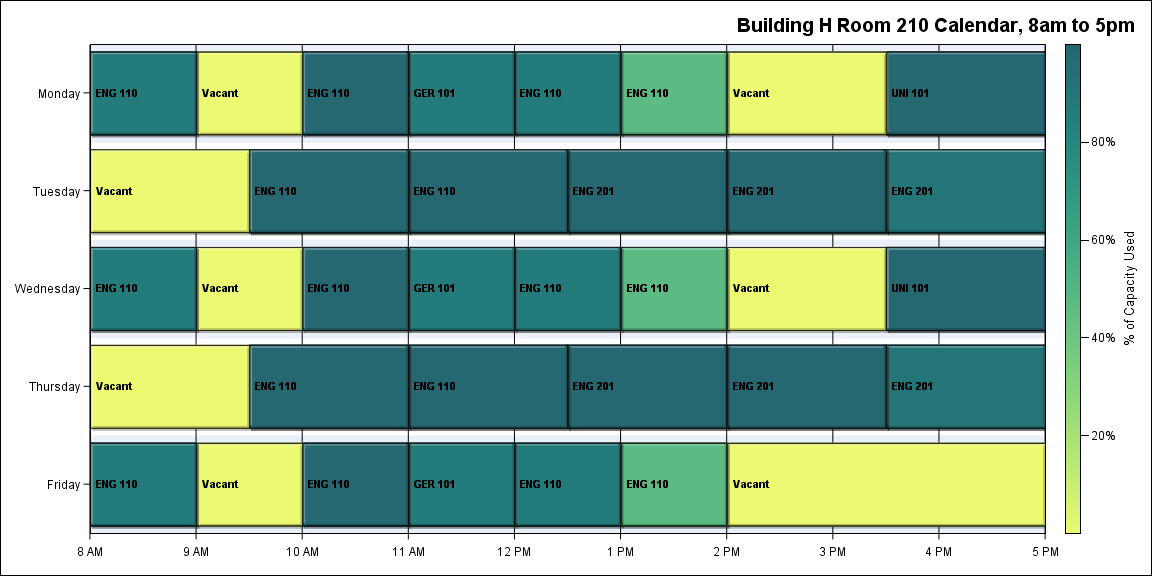 Building H Room 210 Calendar, 8am to 5pm
Monday
ENG 110
Vacant
ENG 110
GER 101
ENG 110
ENG 110
Vacant
UNI 101
Tuesday
Vacant
ENG 110
ENG 110
ENG 201
ENG 201
ENG 201
Wednesday
ENG 110
Vacant
ENG 110
GER 101
ENG 110
ENG 110
Vacant
UNI 101
Thursday
Vacant
ENG 110
ENG 110
ENG 201
ENG 201
ENG 201
Friday
ENG 110
Vacant
ENG 110
GER 101
ENG 110
ENG 110
Vacant
8 AM
9 AM
10 AM
11 AM
12 PM
1 PM
2 PM
3 PM
4 PM
5 PM
80%
60%
40%
20%
% of Capacity Used